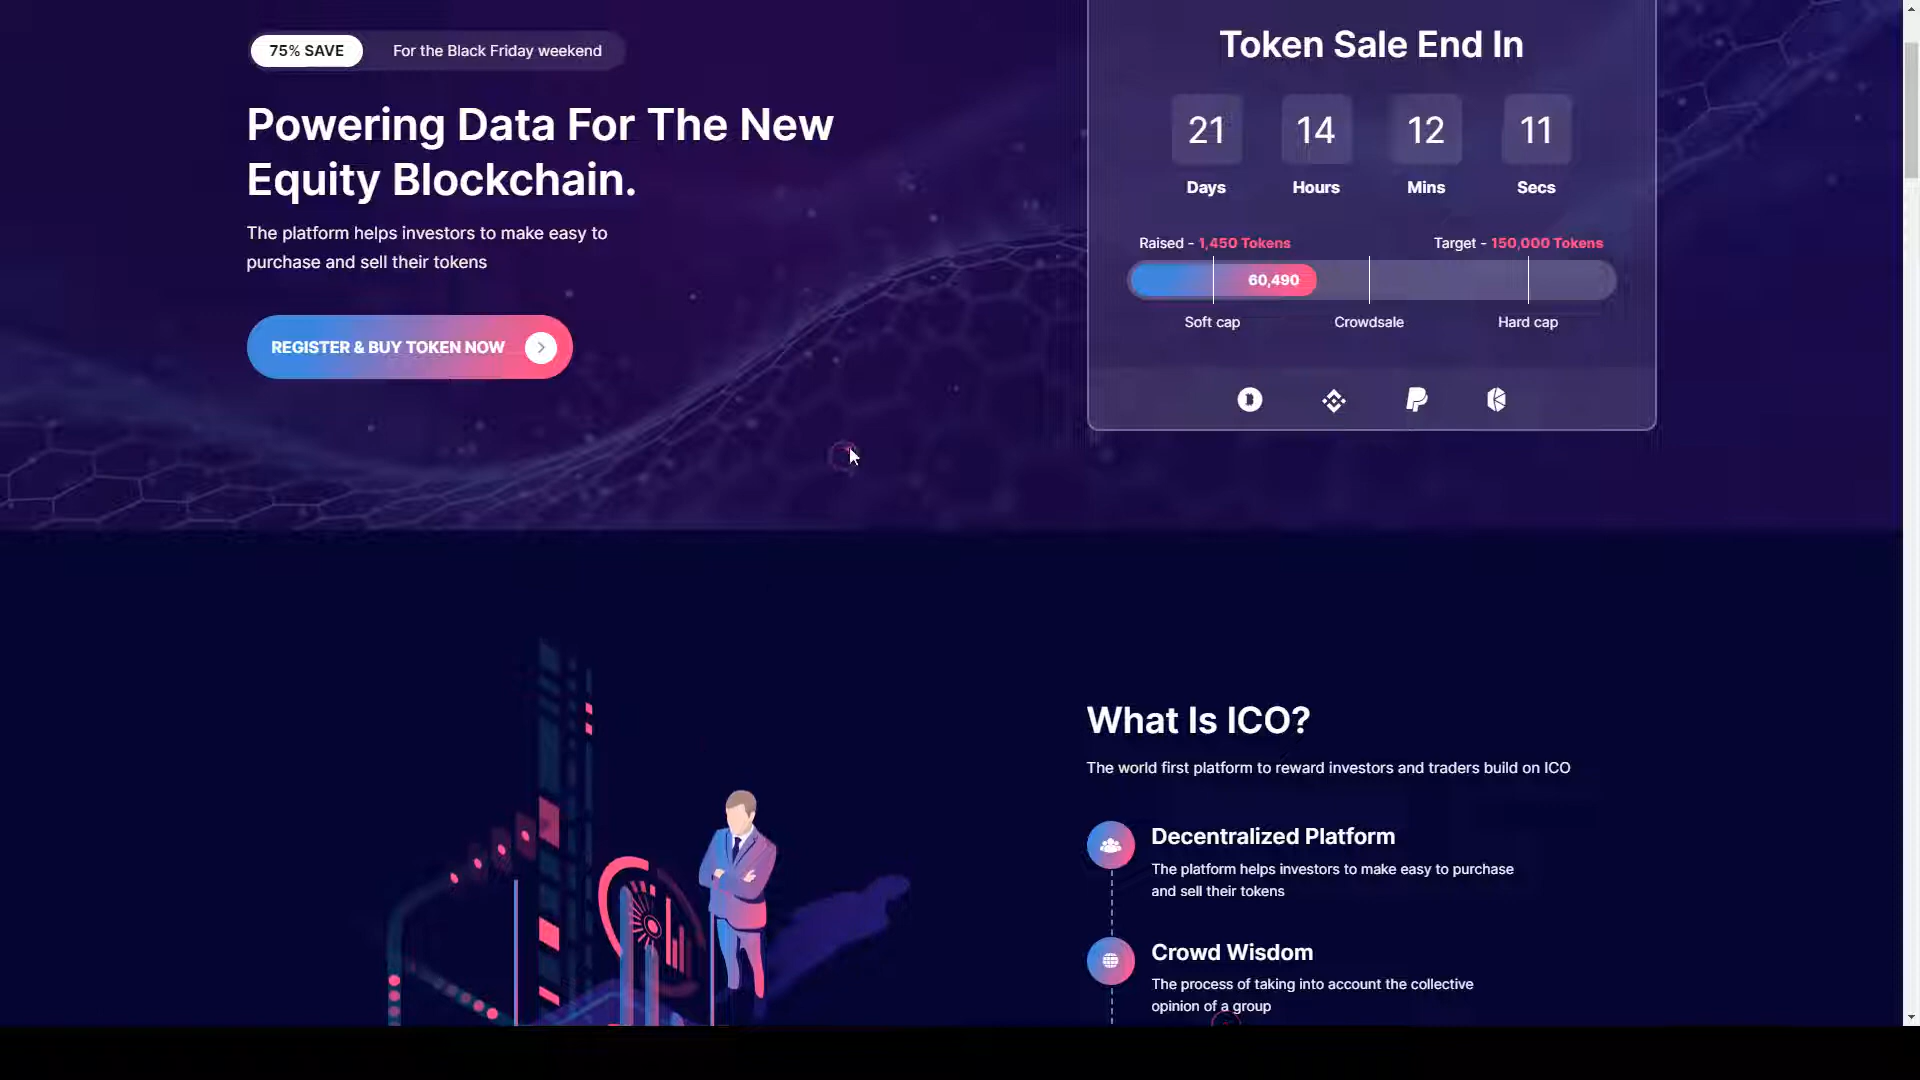 75% SAVE For the Black Friday weekend
Powering Data For The New
Equity Blockchain.
The platform helps investors to make easy to
purchase and sell their tokens
REGISTER & BUY TOKEN NOW
Token Sale End In
21 14 12 11
Days Hours Mins Secs
Raised - 1,450 Tokens Target - 150,000 Tokens
60,490
Soft cap Crowdsale Hard cap
What Is ICO?
The world first platform to reward investors and traders build on ICO
Decentralized Platform
The platform helps investors to make easy to purchase
and sell their tokens
Crowd Wisdom
The process of taking into account the collective
opinion of a group